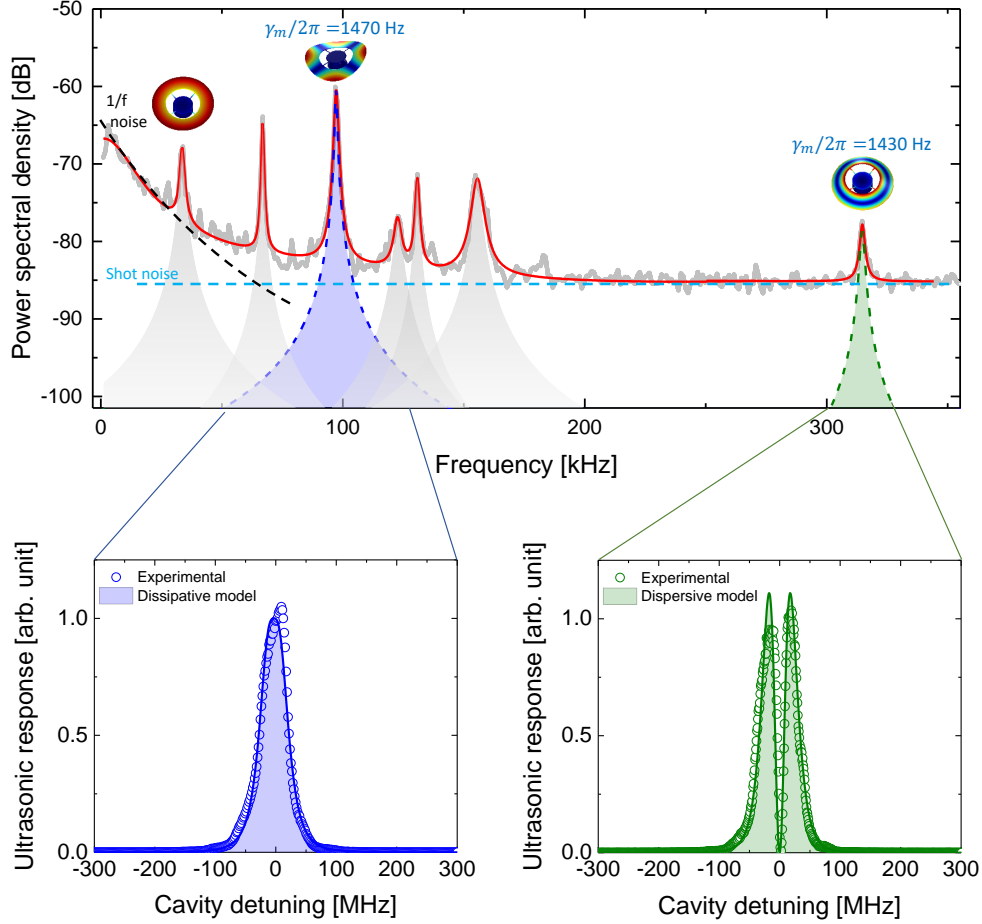 γm/2π =1470 Hz
1/f
noise
γm/2π =1430 Hz
Shot noise
Power spectral density [dB]
-50
-60
-70
-80
-90
-100
0
100
200
300
Frequency [kHz]
Ultrasonic response [arb. unit]
Experimental
Dissipative model
1.0
0.5
0.0
-300
-200
-100
0
100
200
300
Cavity detuning [MHz]
Ultrasonic response [arb. unit]
Experimental
Dispersive model
1.0
0.5
0.0
-300
-200
-100
0
100
200
300
Cavity detuning [MHz]